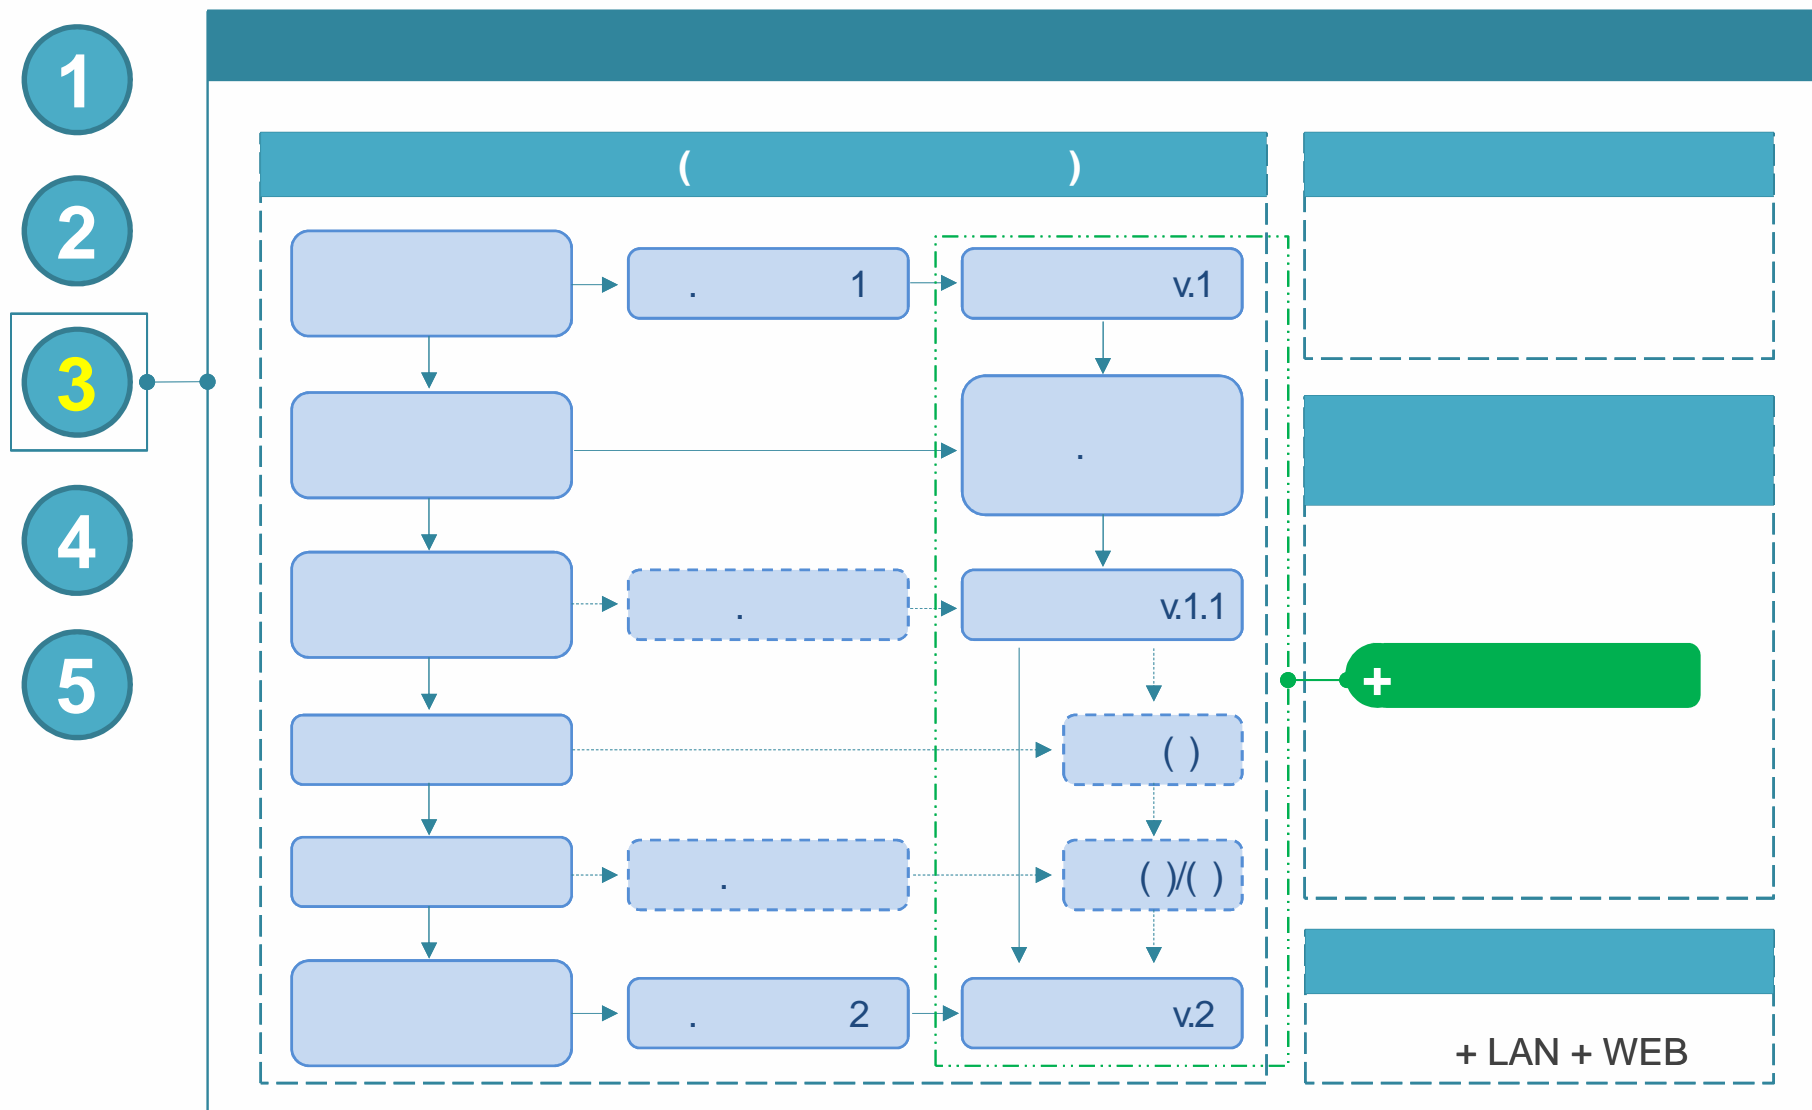 1
2
3
4
5
( )
. 1
v.1
.
.
v.1.1
( )
.
( )/( )
. 2
v.2
+
+ LAN + WEB